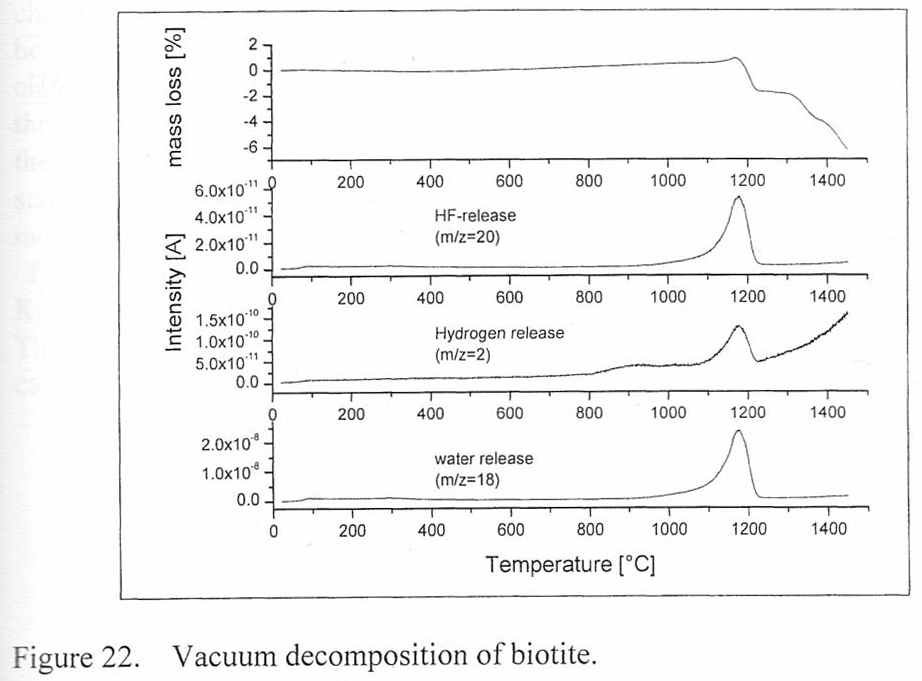 mass loss [%]
2
0
-2
-4
-6
0 200 400 600 800 1000 1200 1400
Intensity [A]
6.0x10⁻¹¹
4.0x10⁻¹¹
2.0x10⁻¹¹
0.0
HF-release
(m/z=20)
0 200 400 600 800 1000 1200 1400
1.5x10⁻¹⁰
1.0x10⁻¹⁰
5.0x10⁻¹¹
0.0
Hydrogen release
(m/z=2)
0 200 400 600 800 1000 1200 1400
2.0x10⁻⁸
1.0x10⁻⁸
0.0
water release
(m/z=18)
0 200 400 600 800 1000 1200 1400
Temperature [°C]
Figure 22. Vacuum decomposition of biotite.